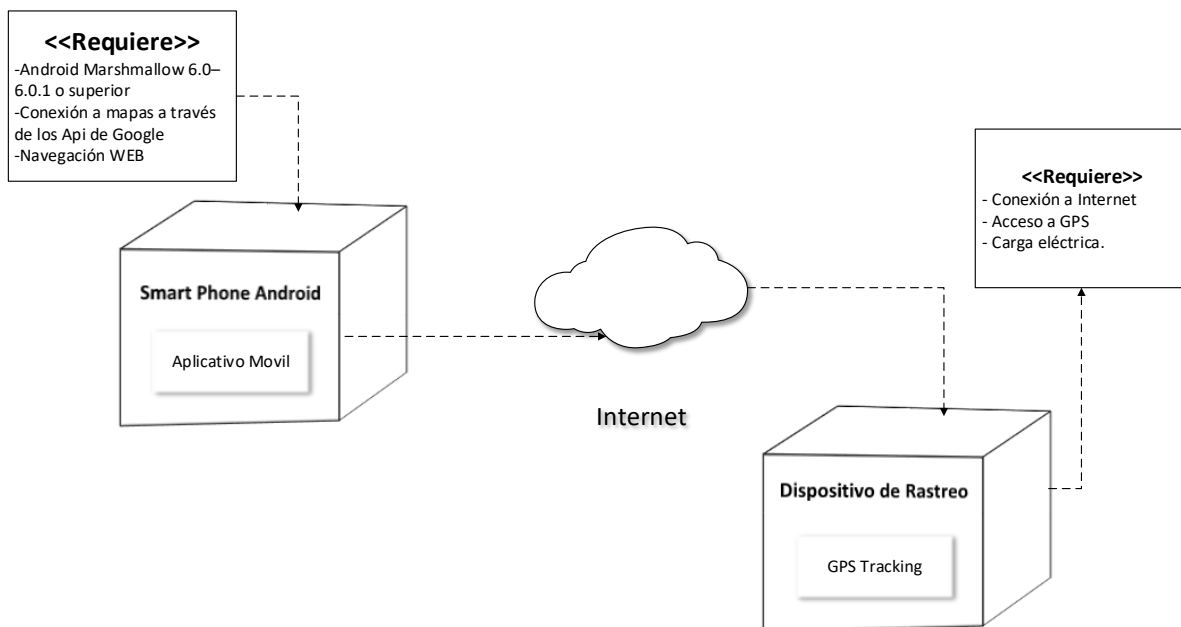 <<Requiere>>
-Android Marshmallow 6.0–
6.0.1 o superior
-Conexión a mapas a través
de los Api de Google
-Navegación WEB
Smart Phone Android
Aplicativo Movil
Internet
<<Requiere>>
- Conexión a Internet
- Acceso a GPS
- Carga eléctrica.
Dispositivo de Rastreo
GPS Tracking